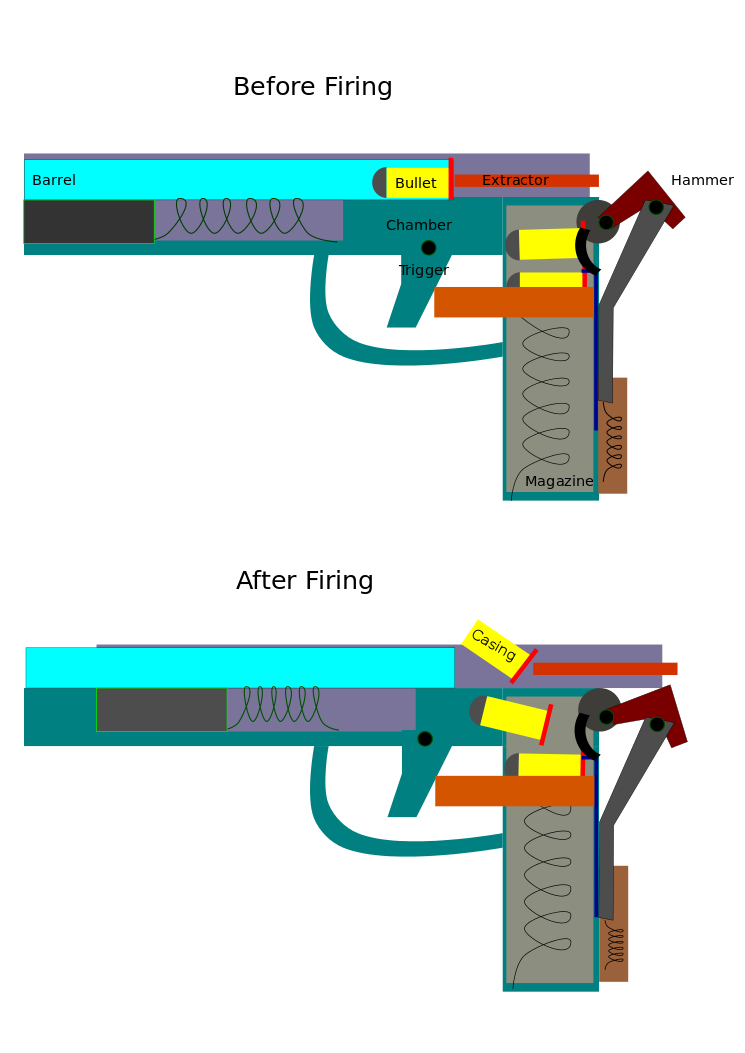 Before Firing
Barrel
Bullet
Extractor
Hammer
Chamber
Trigger
Magazine
After Firing
Casing